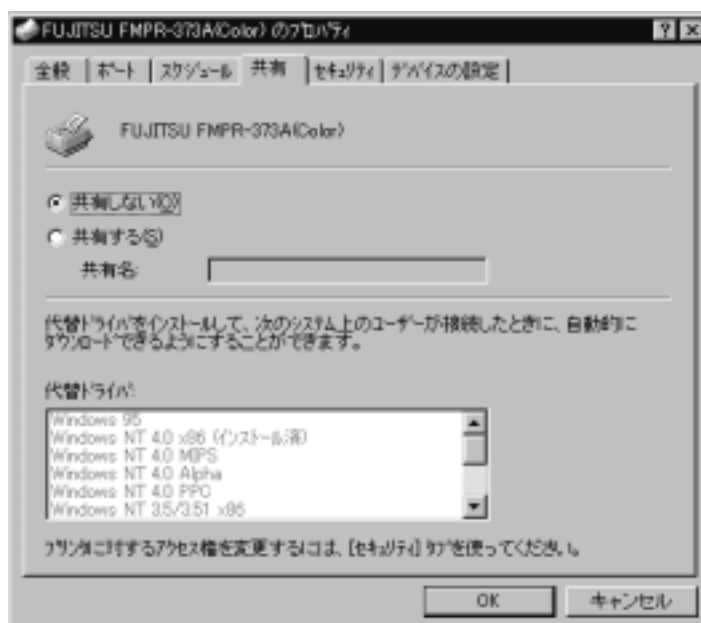 FUJITSU FMPR-373A(Color) のプロパティ
全般 ポート スケジュール 共有 セキュリティ デバイスの設定
FUJITSU FMPR-373A(Color)
共有しない(O)
共有する(S)
共有名:
代替ドライバをインストールして、次のシステム上のユーザーが接続したときに、自動的に
ダウンロードできるようにすることができます。
代替ドライバ:
Windows 95
Windows NT 4.0 x86 (インストール済)
Windows NT 4.0 MIPS
Windows NT 4.0 Alpha
Windows NT 4.0 PPC
Windows NT 3.5/3.51 x86
プリンタに対するアクセス権を変更するには、[セキュリティ] タブを使ってください。
OK キャンセル